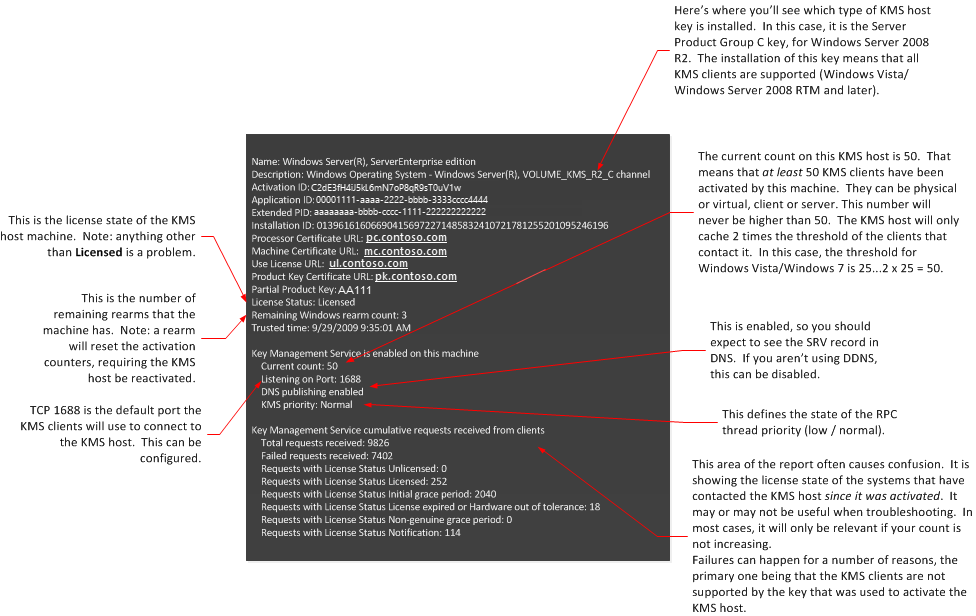 Here's where you'll see which type of KMS host
key is installed.  In this case, it is the Server
Product Group C key, for Windows Server 2008
R2.  The installation of this key means that all
KMS clients are supported (Windows Vista/
Windows Server 2008 RTM and later).
Name: Windows Server(R), ServerEnterprise edition
Description: Windows Operating System - Windows Server(R), VOLUME_KMS_R2_C channel
Activation ID: C2dE3fH4iJ5kL6mN7oP8qR9sT0uV1w
Application ID: 00001111-aaaa-2222-bbbb-3333cccc4444
Extended PID: aaaaaaaa-bbbb-cccc-1111-222222222222
Installation ID: 013961616066904156972271485832410721781255201095246196
Processor Certificate URL: pc.contoso.com
Machine Certificate URL: mc.contoso.com
Use License URL: ul.contoso.com
Product Key Certificate URL: pk.contoso.com
Partial Product Key: AA111
License Status: Licensed
Remaining Windows rearm count: 3
Trusted time: 9/29/2009 9:35:01 AM
Key Management Service is enabled on this machine
Current count: 50
Listening on Port: 1688
DNS publishing enabled
KMS priority: Normal
Key Management Service cumulative requests received from clients
Total requests received: 9826
Failed requests received: 7402
Requests with License Status Unlicensed: 0
Requests with License Status Licensed: 252
Requests with License Status Initial grace period: 2040
Requests with License Status License expired or Hardware out of tolerance: 18
Requests with License Status Non-genuine grace period: 0
Requests with License Status Notification: 114
This is the license state of the KMS
host machine.  Note: anything other
than Licensed is a problem.
This is the number of
remaining rearms that the
machine has.  Note: a rearm
will reset the activation
counters, requiring the KMS
host be reactivated.
TCP 1688 is the default port the
KMS clients will use to connect to
the KMS host.  This can be
configured.
The current count on this KMS host is 50.  That
means that at least 50 KMS clients have been
activated by this machine.  They can be physical
or virtual, client or server. This number will
never be higher than 50.  The KMS host will only
cache 2 times the threshold of the clients that
contact it.  In this case, the threshold for
Windows Vista/Windows 7 is 25...2 x 25 = 50.
This is enabled, so you should
expect to see the SRV record in
DNS.  If you aren't using DDNS,
this can be disabled.
This defines the state of the RPC
thread priority (low / normal).
This area of the report often causes confusion.  It is
showing the license state of the systems that have
contacted the KMS host since it was activated.  It
may or may not be useful when troubleshooting.  In
most cases, it will only be relevant if your count is
not increasing.
Failures can happen for a number of reasons, the
primary one being that the KMS clients are not
supported by the key that was used to activate the
KMS host.